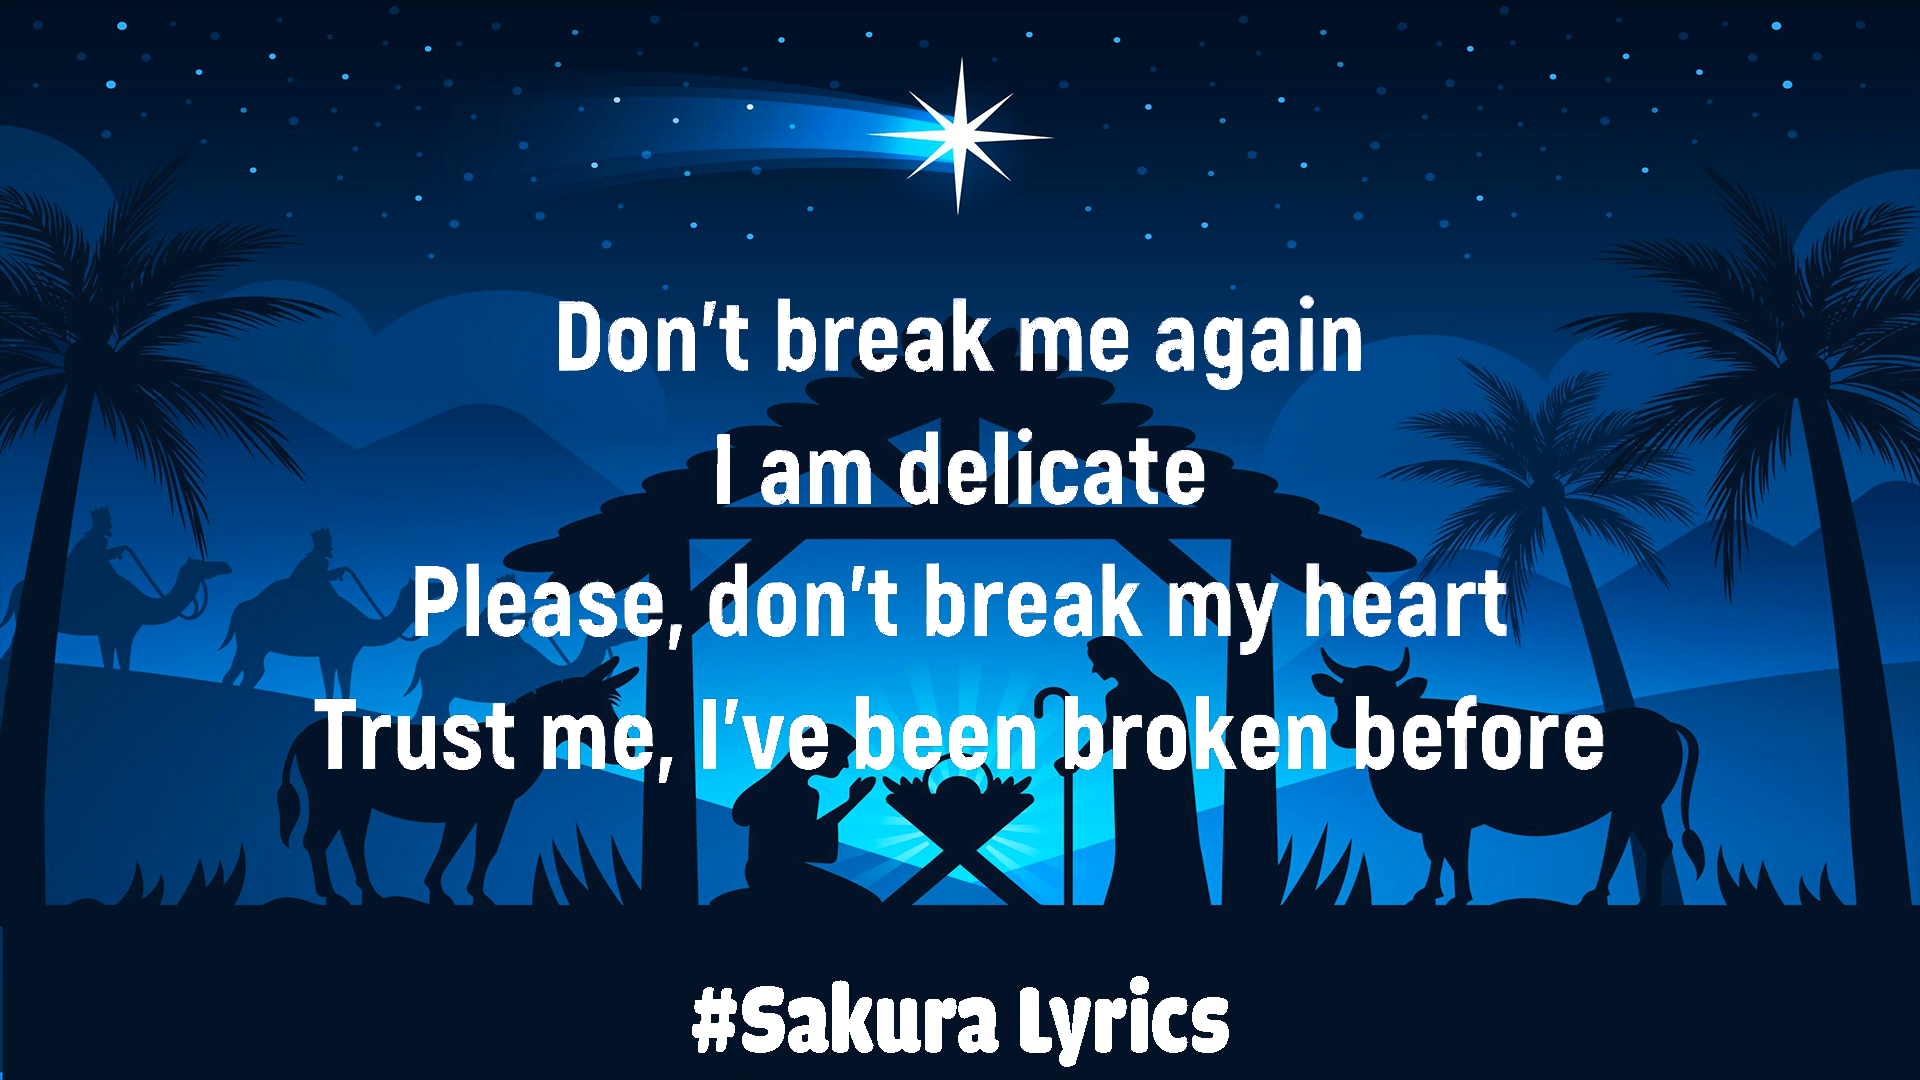 Don't break me again
I am delicate
Please, don't break my heart
Trust me, I've been broken before
#Sakura Lyrics